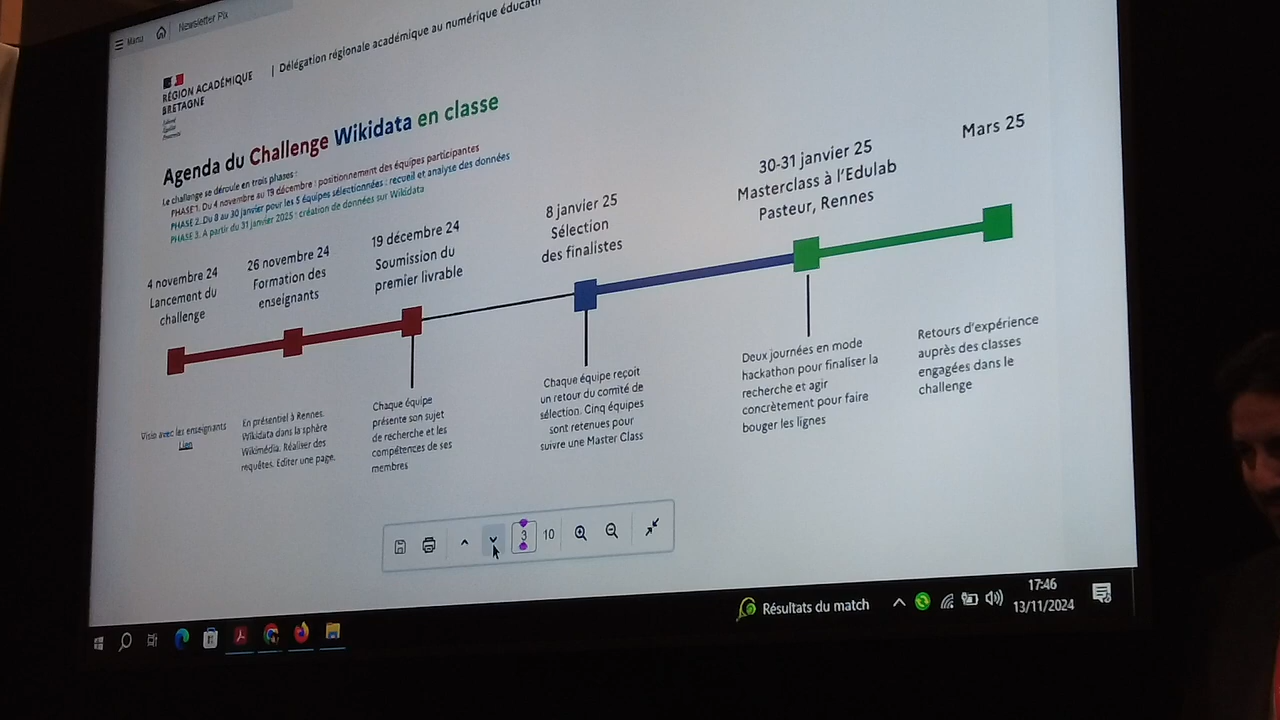 Menu
Newsletter Pix
RÉGION ACADÉMIQUE
BRETAGNE
Liberté
Égalité
Fraternité
| Délégation régionale académique au numérique éducatif
Agenda du Challenge Wikidata en classe
Le challenge se déroule en trois phases :
PHASE 1. Du 4 novembre au 19 décembre : positionnement des équipes participantes
PHASE 2. Du 8 au 30 janvier pour les 5 équipes sélectionnées : recueil et analyse des données
PHASE 3. A partir du 31 janvier 2025 : création de données sur Wikidata
4 novembre 24
Lancement du
challenge
26 novembre 24
Formation des
enseignants
19 décembre 24
Soumission du
premier livrable
8 janvier 25
Sélection
des finalistes
30-31 janvier 25
Masterclass à l'Edulab
Pasteur, Rennes
Mars 25
Visio avec les enseignants
Lien
En présentiel à Rennes.
Wikidata dans la sphère
Wikimédia. Réaliser des
requêtes. Editer une page.
Chaque équipe
présente son sujet
de recherche et les
compétences de ses
membres
Chaque équipe reçoit
un retour du comité de
sélection. Cinq équipes
sont retenues pour
suivre une Master Class
Deux journées en mode
hackathon pour finaliser la
recherche et agir
concrètement pour faire
bouger les lignes
Retours d'expérience
auprès des classes
engagées dans le
challenge
3 10
Résultats du match
17:46
13/11/2024